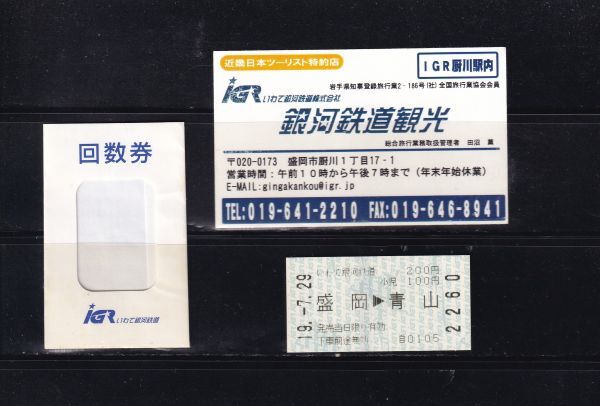 回数券
iGR いわて銀河鉄道
近畿日本ツーリスト特約店
IGR厨川駅内
岩手県知事登録旅行業2-186号(社)全国旅行業協会会員
iGR いわて銀河鉄道株式会社
銀河鉄道観光
総合旅行業務取扱管理者 田沼 薫
〒020-0173 盛岡市厨川1丁目17-1
営業時間:午前10時から午後7時まで(年末年始休業)
E-MAIL:gingakankou@igr.jp
TEL:019-641-2210 FAX:019-646-8941
19.-7.29
いわて銀河鉄道 200円
小児 100円
盛岡▶青山
発売当日限り有効
下車前途無効 自0105
2260